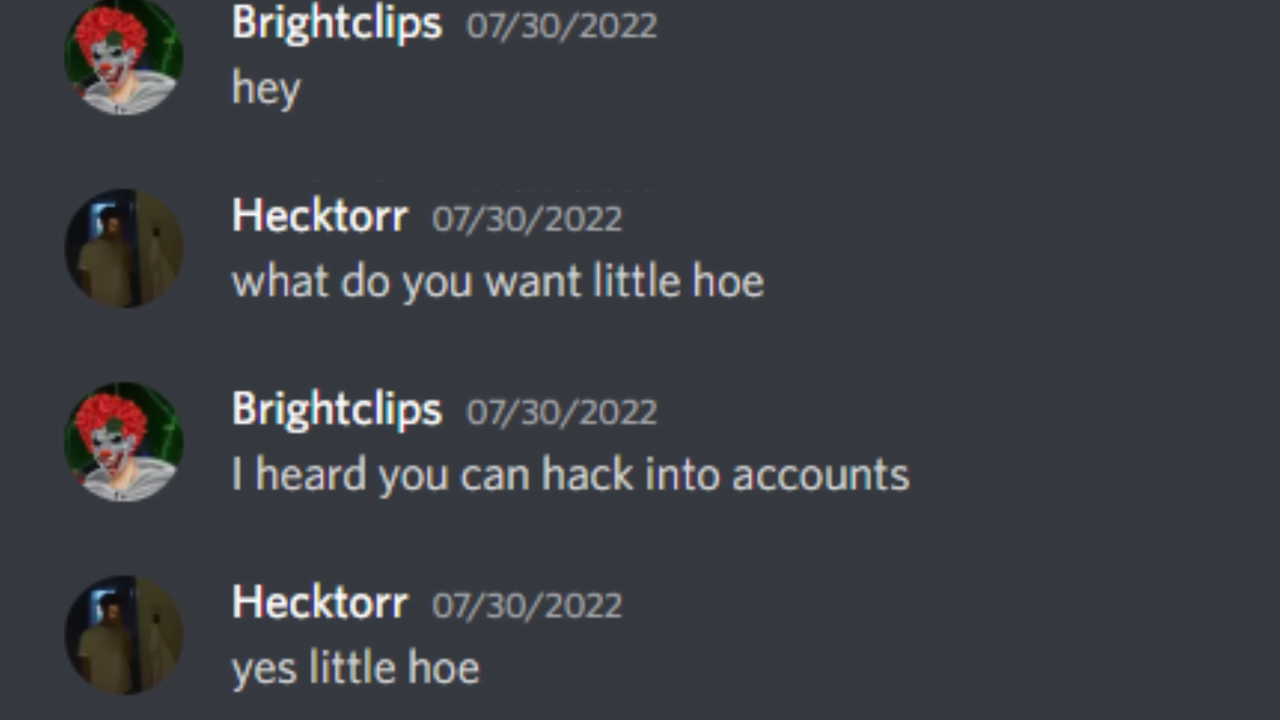 Brightclips 07/30/2022
hey
Hecktorr 07/30/2022
what do you want little hoe
Brightclips 07/30/2022
I heard you can hack into accounts
Hecktorr 07/30/2022
yes little hoe